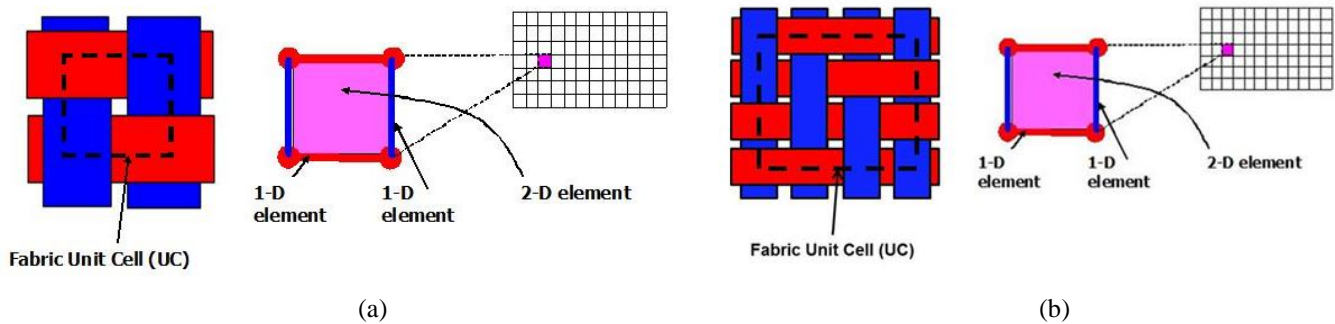 1-D
element
1-D
element
2-D element
Fabric Unit Cell (UC)
(a)
1-D
element
1-D
element
2-D element
Fabric Unit Cell (UC)
(b)